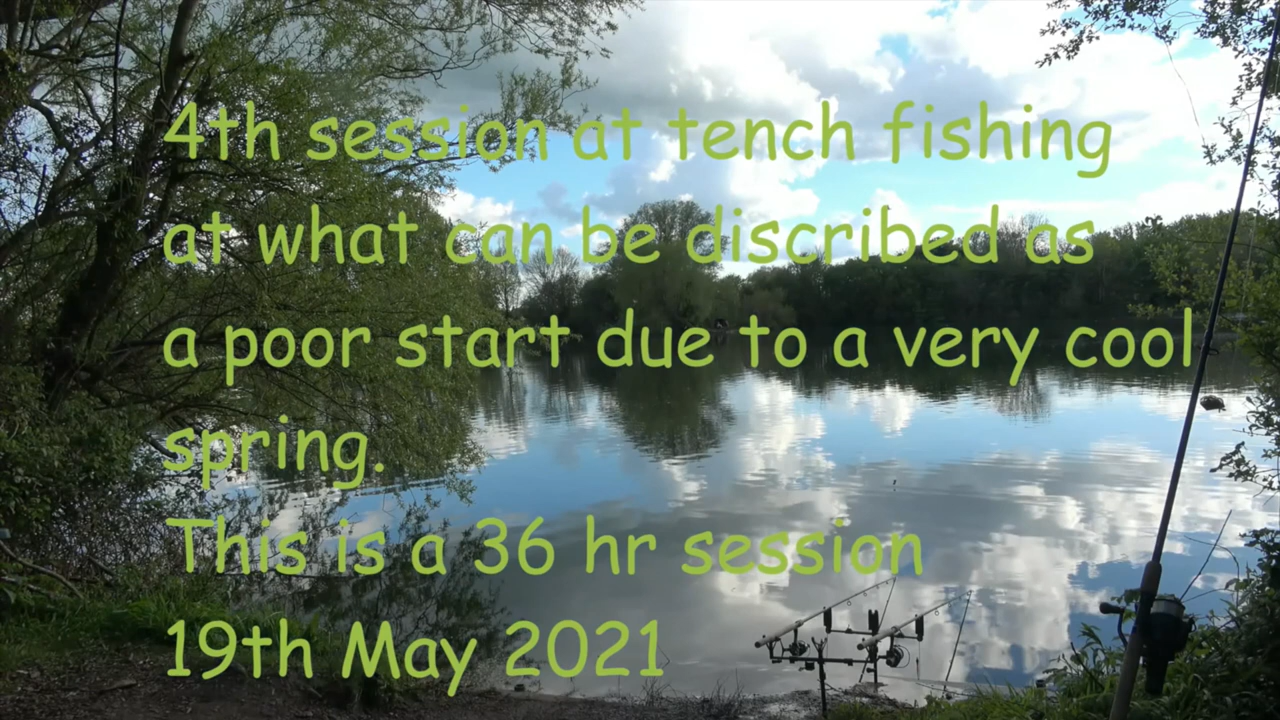 4th session at tench fishing
at what can be discribed as
a poor start due to a very cool
spring.
This is a 36 hr session
19th May 2021